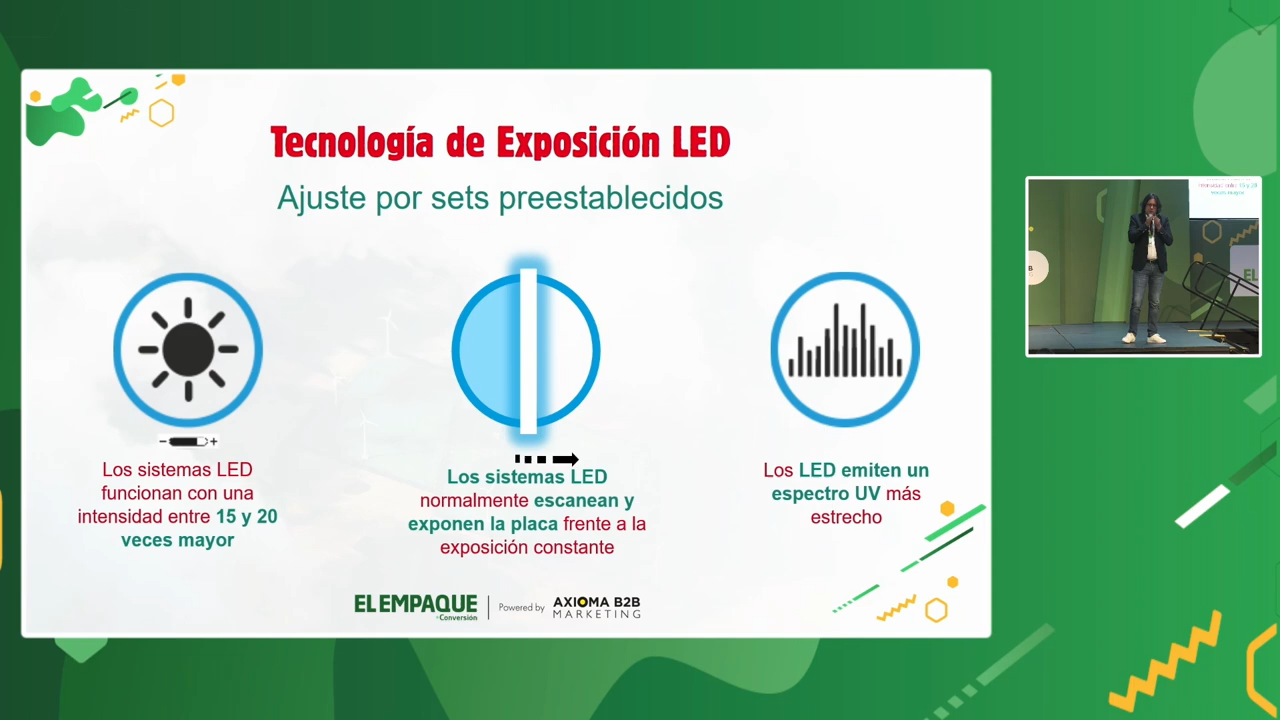 Tecnología de Exposición LED
Ajuste por sets preestablecidos
Los sistemas LED
funcionan con una
intensidad entre 15 y 20
veces mayor
Los sistemas LED
normalmente escanean y
exponen la placa frente a la
exposición constante
Los LED emiten un
espectro UV más
estrecho
EL EMPAQUE
+Conversión
Powered by
AXIOMA B2B
MARKETING